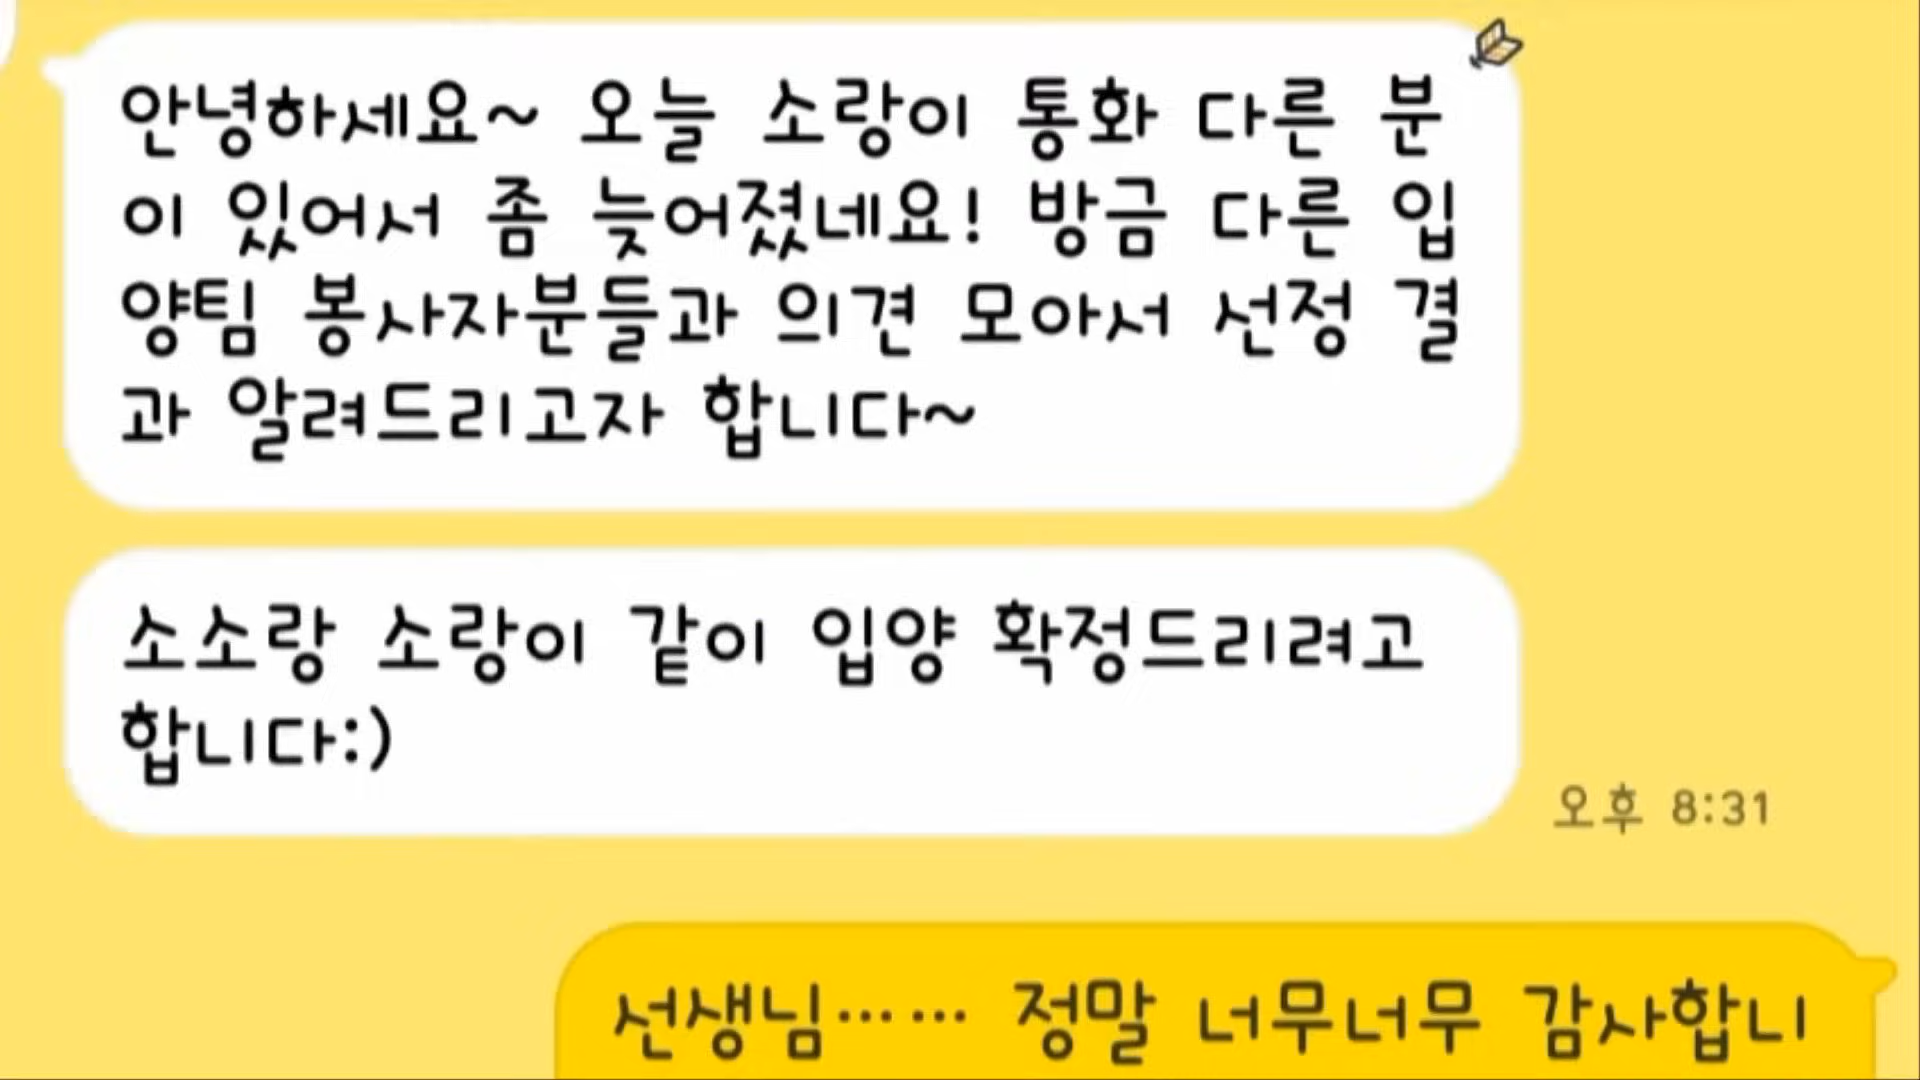 안녕하세요~ 오늘 소랑이 통화 다른 분
이 있어서 좀 늦어졌네요! 방금 다른 입
양팀 봉사자분들과 의견 모아서 선정 결
과 알려드리고자 합니다~
소소랑 소랑이 같이 입양 확정드리려고
합니다:)
오후 8:31
선생님…… 정말 너무너무 감사합니